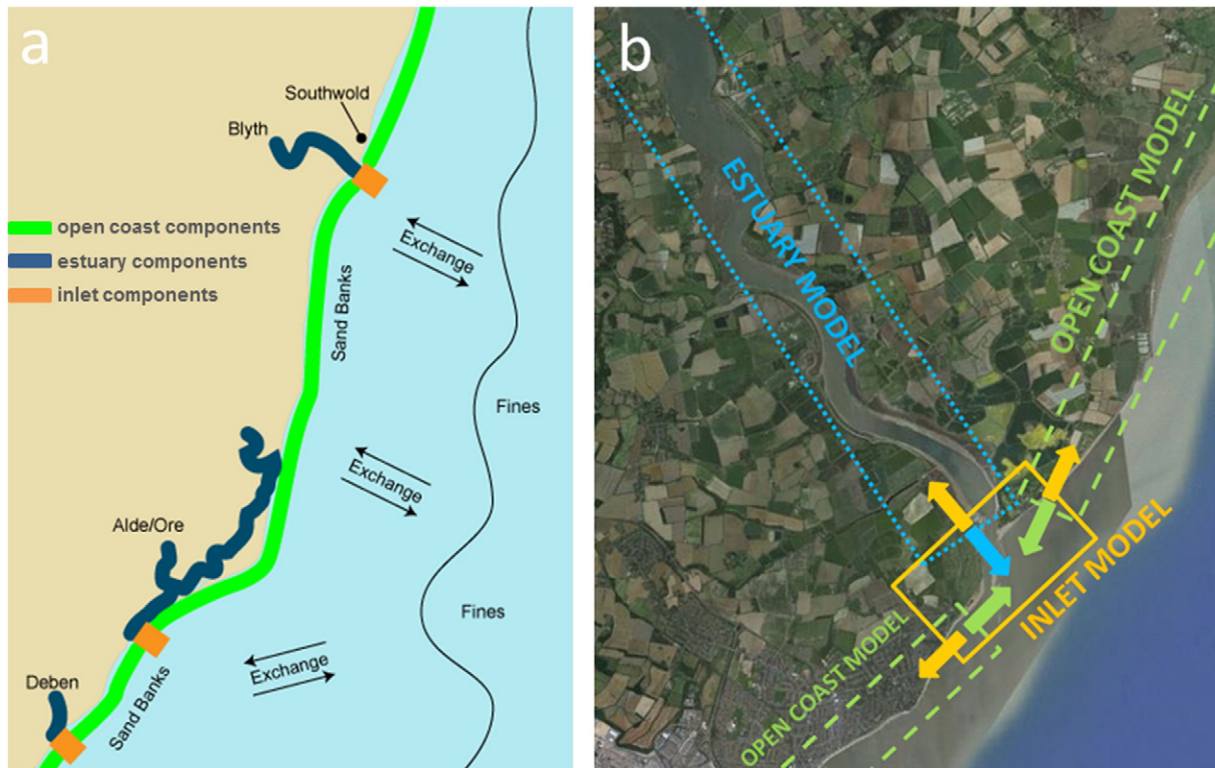 a
Southwold
Blyth
open coast components
estuary components
inlet components
Exchange
Sand Banks
Fines
Exchange
Alde/Ore
Fines
Exchange
Deben
Sand Banks
b
ESTUARY MODEL
OPEN COAST MODEL
INLET MODEL
OPEN COAST MODEL